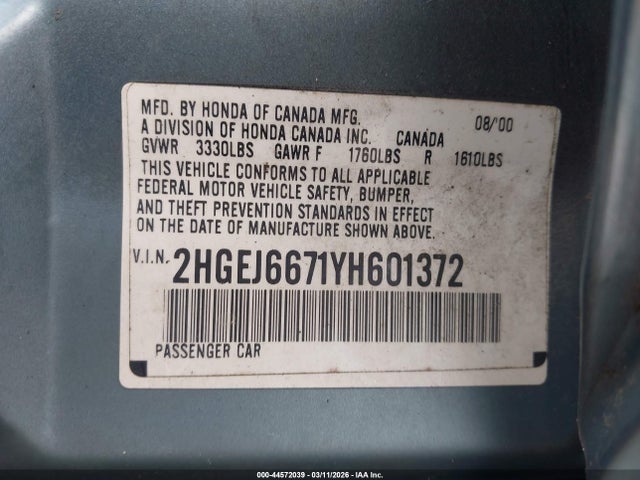 MFD. BY HONDA OF CANADA MFG.
A DIVISION OF HONDA CANADA INC. CANADA 08/'00
GVWR 3330LBS GAWR F 1760LBS R 1610LBS
THIS VEHICLE CONFORMS TO ALL APPLICABLE
FEDERAL MOTOR VEHICLE SAFETY, BUMPER,
AND THEFT PREVENTION STANDARDS IN EFFECT
ON THE DATE OF MANUFACTURE SHOWN ABOVE.
V.I.N. 2HGEJ6671YH601372
PASSENGER CAR
000-44572039 - 03/11/2026 - IAA Inc.